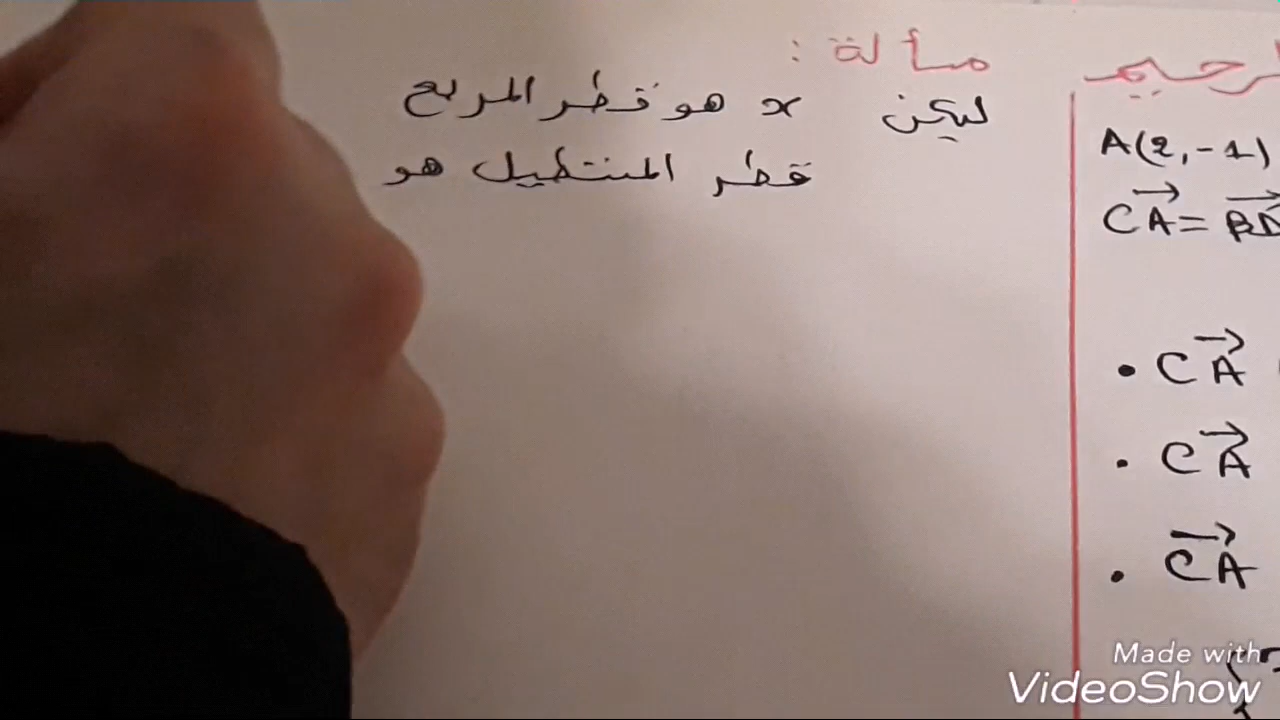 مسألة :
ليكن x هو قطر المربع
قطر المستطيل هو
A(2,-1)
CA = BD
• CA
• CA
• CA
Made with
VideoShow